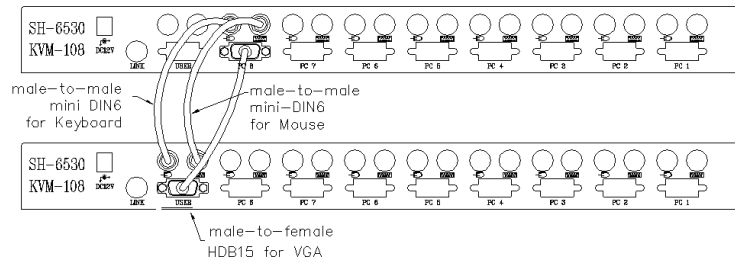 SH-6530
KVM-108
DC12V
LINK
USER
PC 8
PC 7
PC 6
PC 5
PC 4
PC 3
PC 2
PC 1
male-to-male
mini DIN6
for Keyboard
male-to-male
mini-DIN6
for Mouse
SH-6530
KVM-108
DC12V
LINK
USER
PC 8
PC 7
PC 6
PC 5
PC 4
PC 3
PC 2
PC 1
male-to-female
HDB15 for VGA